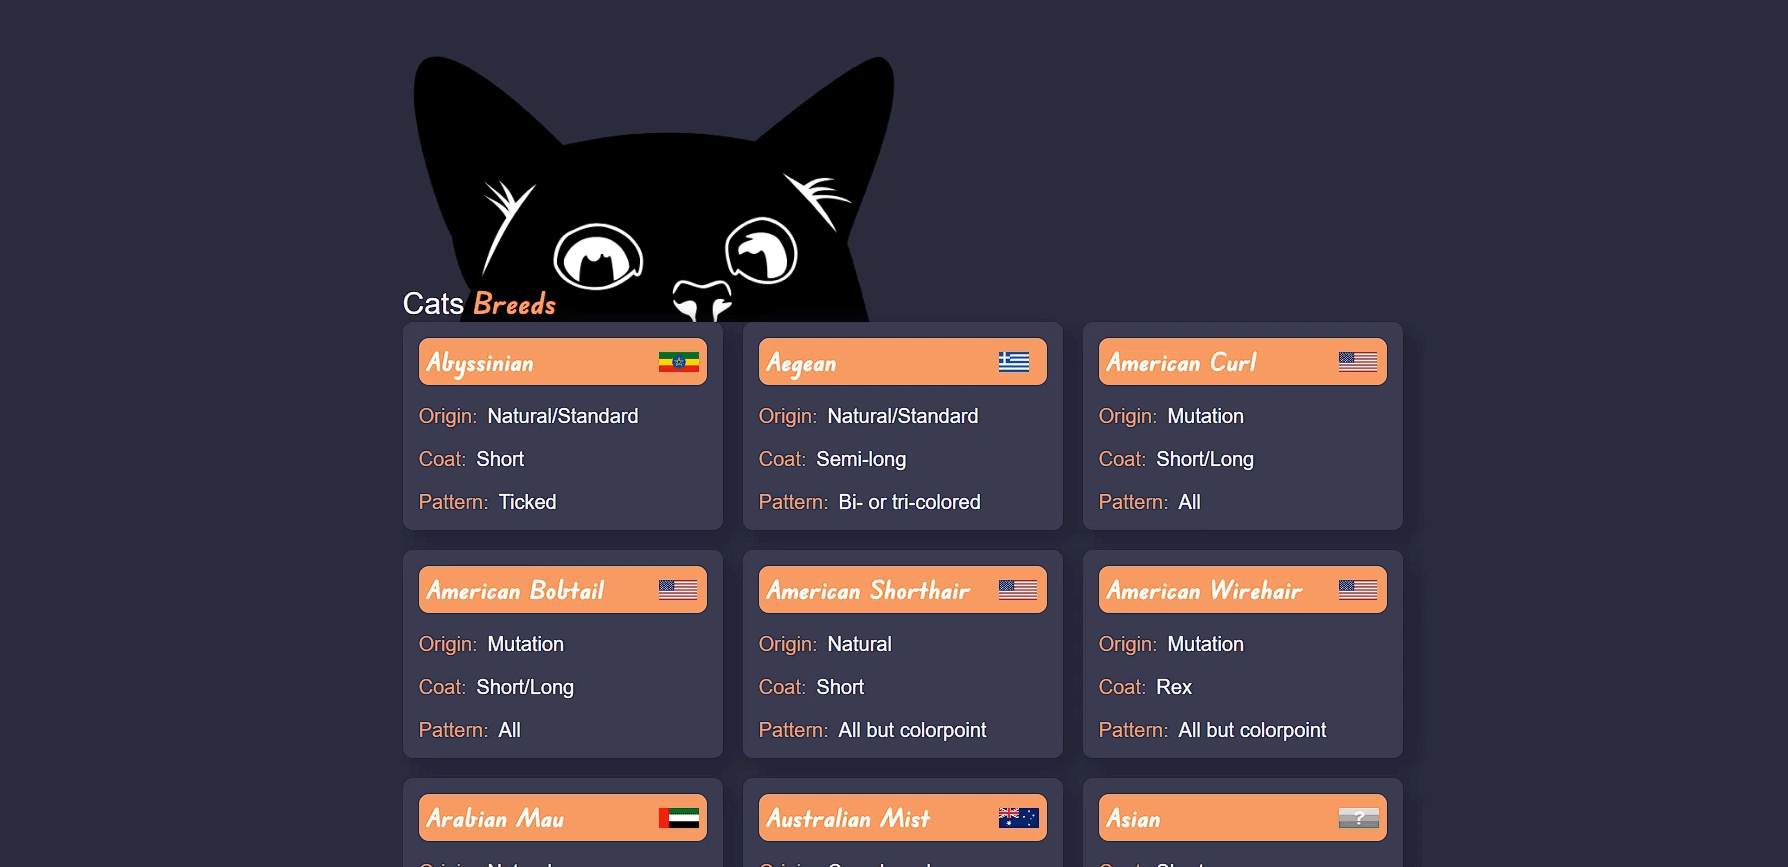 Cats Breeds
Abyssinian
Origin: Natural/Standard
Coat: Short
Pattern: Ticked
Aegean
Origin: Natural/Standard
Coat: Semi-long
Pattern: Bi- or tri-colored
American Curl
Origin: Mutation
Coat: Short/Long
Pattern: All
American Bobtail
Origin: Mutation
Coat: Short/Long
Pattern: All
American Shorthair
Origin: Natural
Coat: Short
Pattern: All but colorpoint
American Wirehair
Origin: Mutation
Coat: Rex
Pattern: All but colorpoint
Arabian Mau
Australian Mist
Asian
?